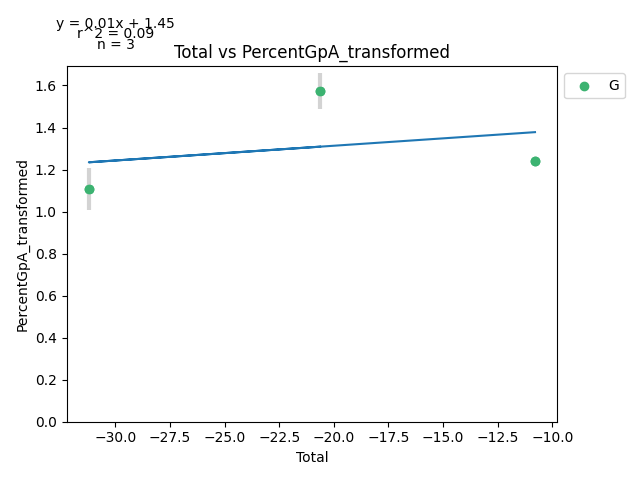 y = 0.01x + 1.45
r^2 = 0.09
n = 3
Total vs PercentGpA_transformed
G
PercentGpA_transformed
1.6
1.4
1.2
1.0
0.8
0.6
0.4
0.2
0.0
−30.0 −27.5 −25.0 −22.5 −20.0 −17.5 −15.0 −12.5 −10.0
Total